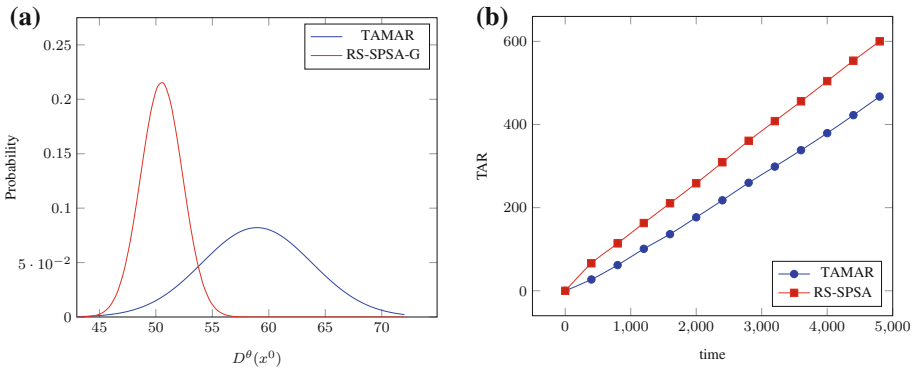 (a)
TAMAR
RS-SPSA-G
0.25
0.2
0.15
0.1
5 · 10⁻²
0
Probability
45 50 55 60 65 70
D^θ(x^0)
(b)
600
400
200
0
TAR
TAMAR
RS-SPSA
0 1,000 2,000 3,000 4,000 5,000
time